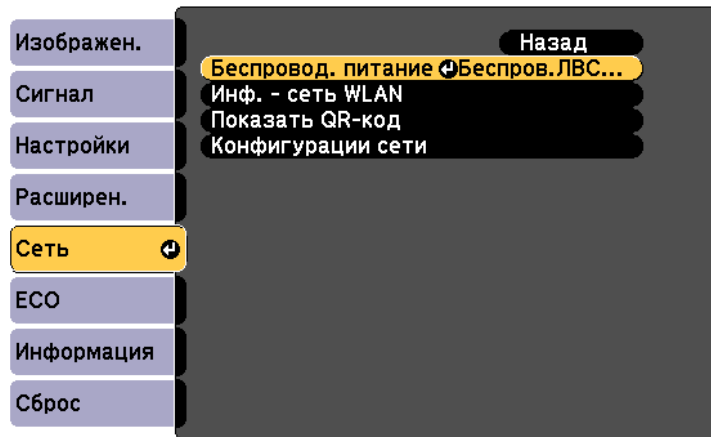 Изображен.
Сигнал
Настройки
Расширен.
Сеть
ECO
Информация
Сброс
Назад
Беспровод. питание Беспров.ЛВС...
Инф. - сеть WLAN
Показать QR-код
Конфигурации сети